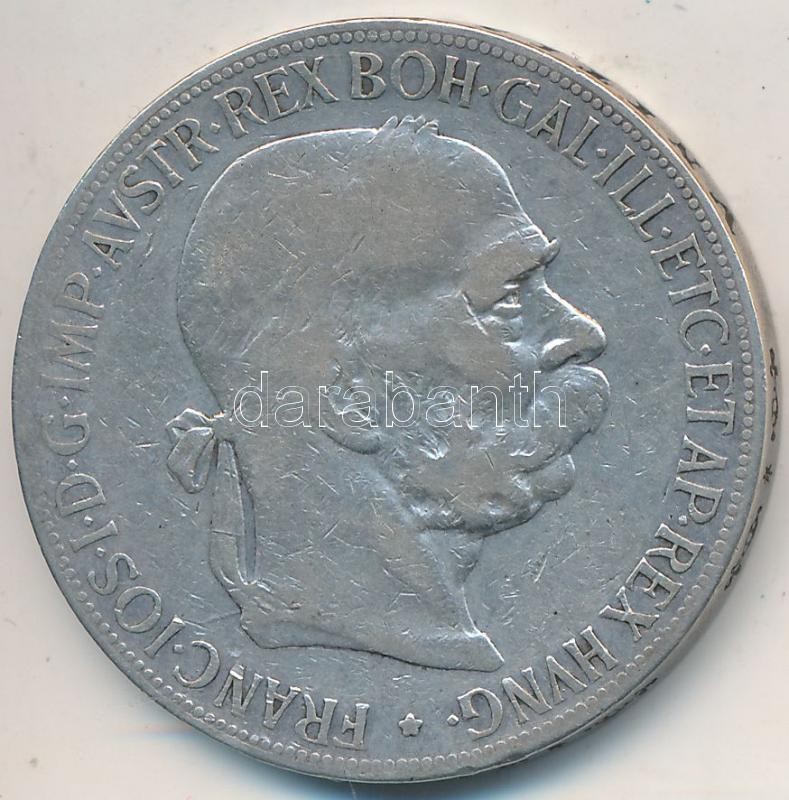 FRANC·IOS·I·D·G·IMP·AVSTR·REX BOH·GAL·ILL·ETC·ET AP·REX HVNG·
darabanth